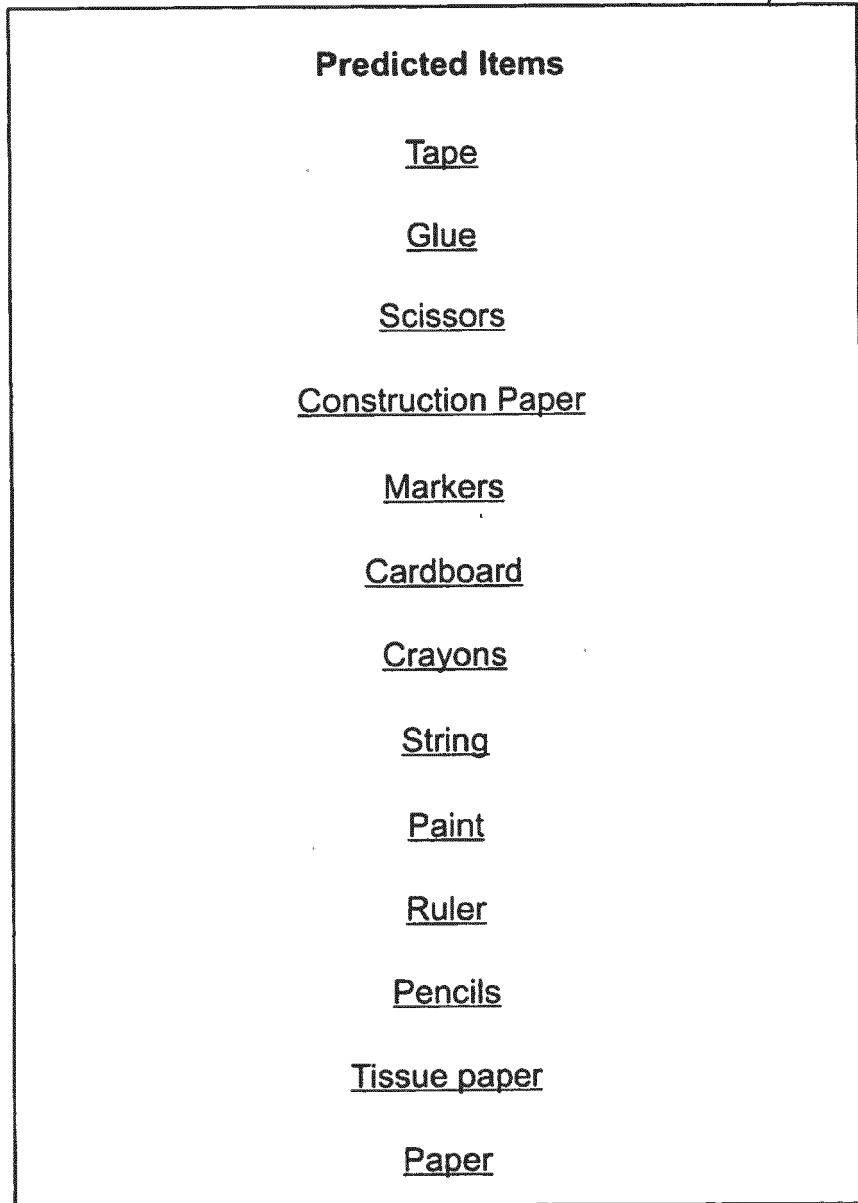 Predicted Items
Tape
Glue
Scissors
Construction Paper
Markers
Cardboard
Crayons
String
Paint
Ruler
Pencils
Tissue paper
Paper